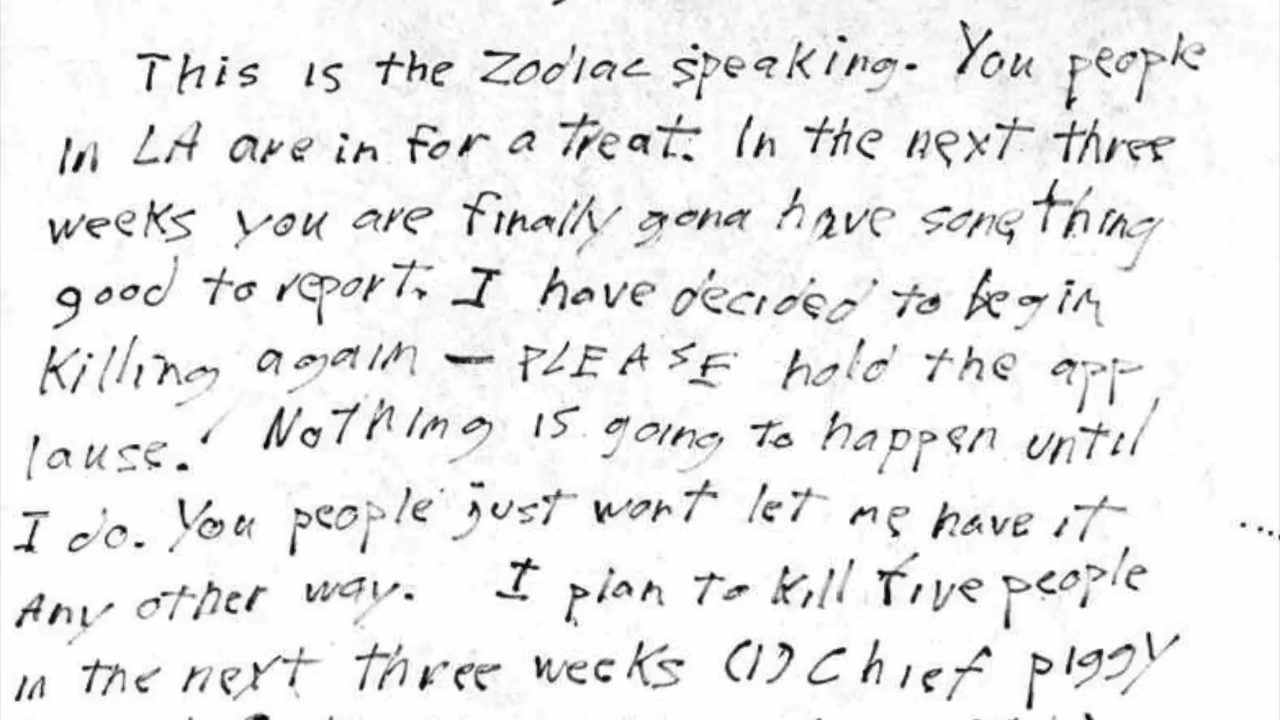 This is the Zodiac speaking. You people
in LA are in for a treat. In the next three
weeks you are finally gona have something
good to report. I have decided to begin
killing again — PLEASE hold the app
lause! Nothing is going to happen until
I do. You people just wont let me have it
any other way. I plan to kill five people
in the next three weeks (1) Chief piggy